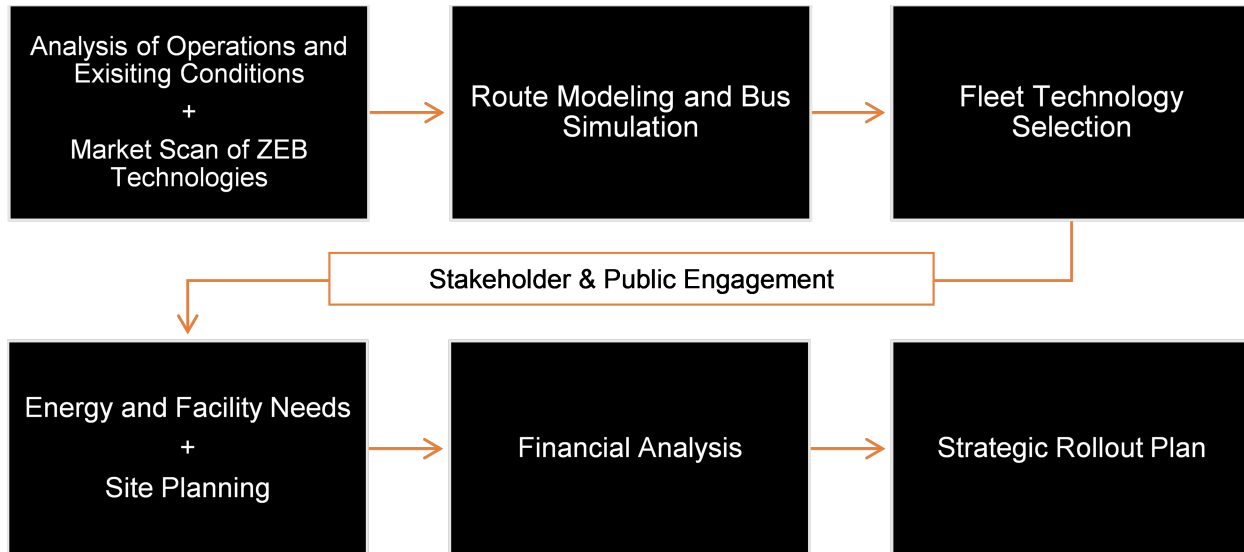 Analysis of Operations and
Exisiting Conditions
+
Market Scan of ZEB
Technologies
Route Modeling and Bus
Simulation
Fleet Technology
Selection
Stakeholder & Public Engagement
Energy and Facility Needs
+
Site Planning
Financial Analysis
Strategic Rollout Plan